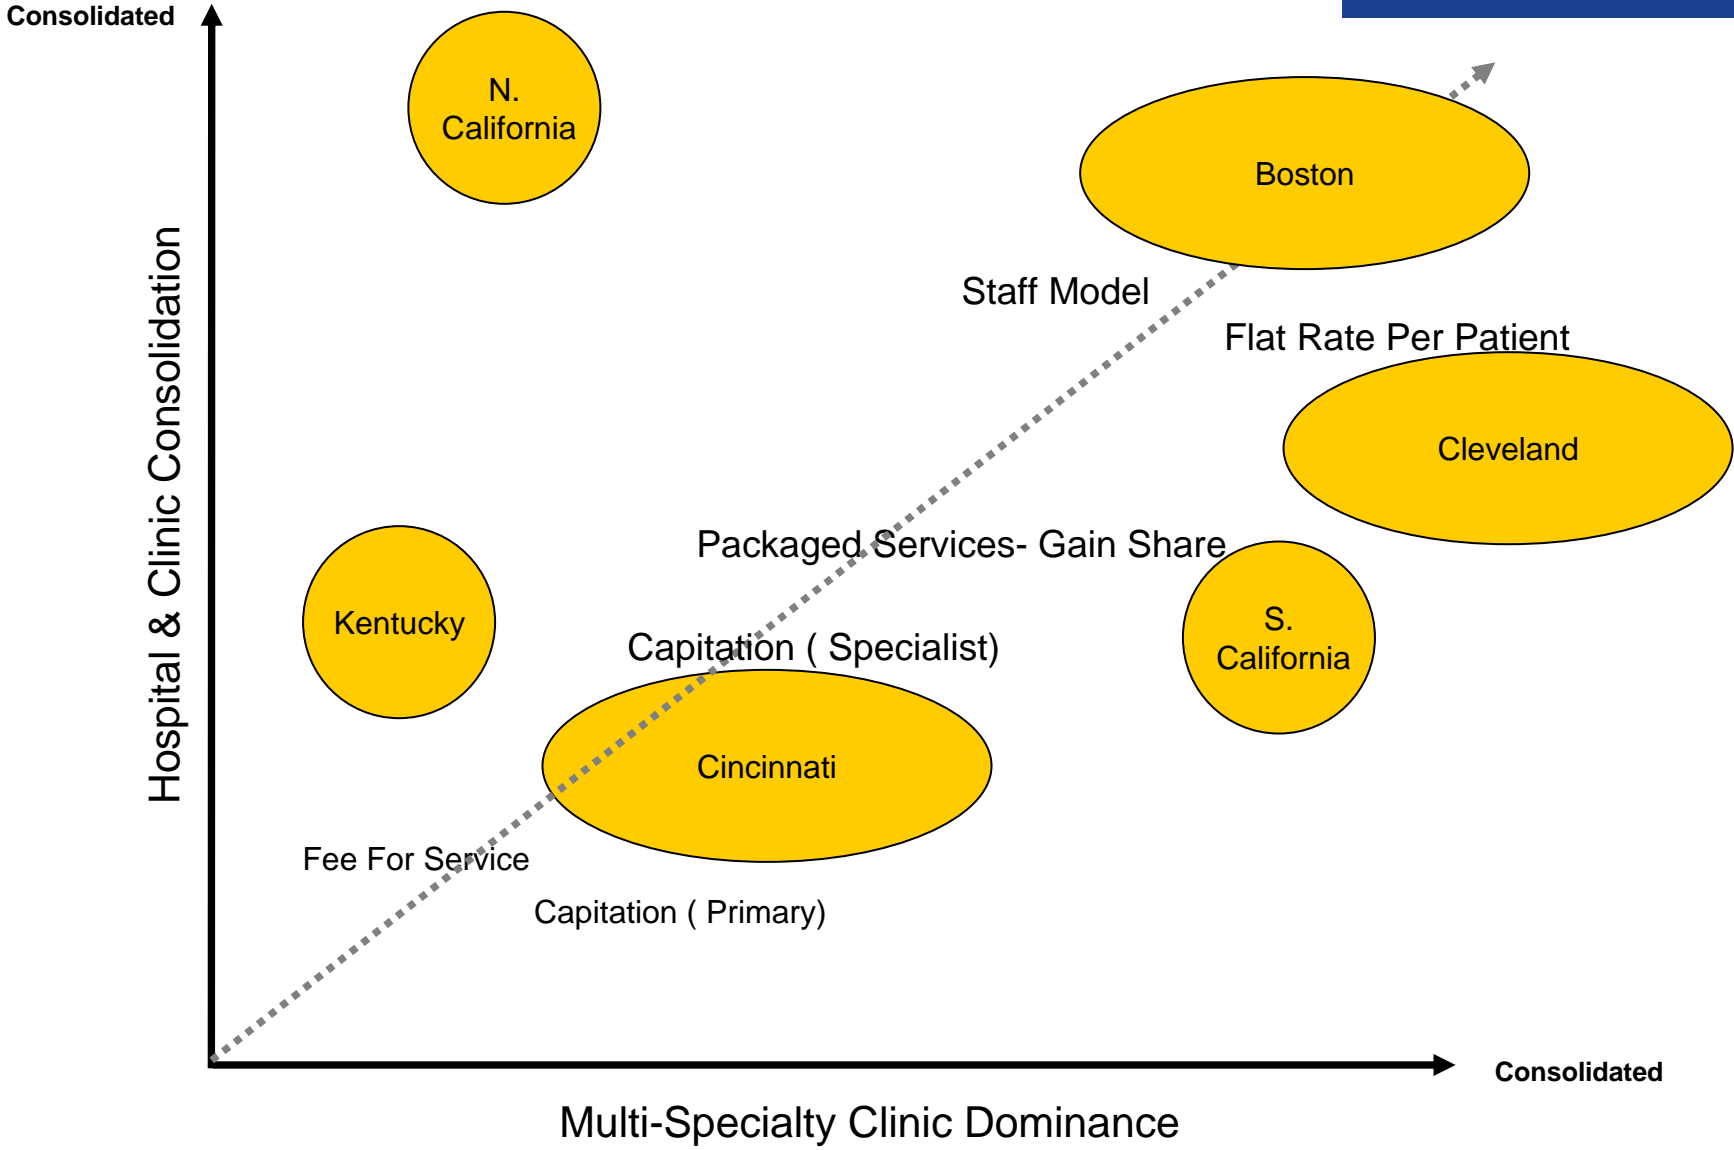 Consolidated
N.
California
Boston
Staff Model
Flat Rate Per Patient
Cleveland
Hospital & Clinic Consolidation
Packaged Services- Gain Share
Kentucky
S.
California
Capitation ( Specialist)
Cincinnati
Fee For Service
Capitation ( Primary)
Consolidated
Multi-Specialty Clinic Dominance